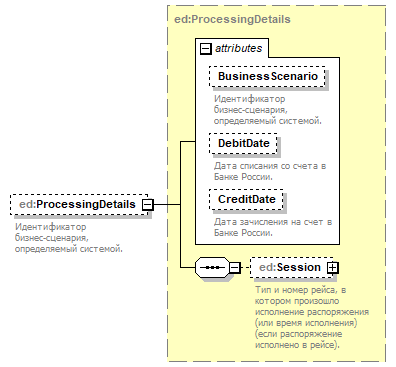 ed:ProcessingDetails
attributes
BusinessScenario
Идентификатор
бизнес-сценария,
определяемый системой.
DebitDate
Дата списания со счета в
Банке России.
CreditDate
Дата зачисления на счет в
Банке России.
ed:ProcessingDetails
Идентификатор
бизнес-сценария,
определяемый системой.
ed:Session
Тип и номер рейса, в
котором произошло
исполнение распоряжения
(или время исполнения)
(если распоряжение
исполнено в рейсе).